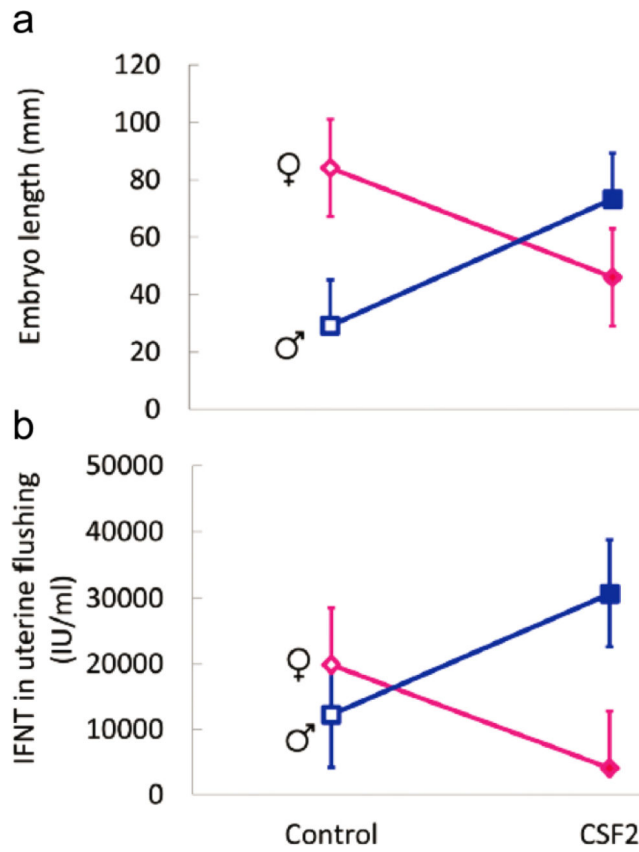 a
Embryo length (mm)
120
100
80
60
40
20
0
♀
♂
b
IFNT in uterine flushing
(IU/ml)
50000
40000
30000
20000
10000
0
♀
♂
Control
CSF2